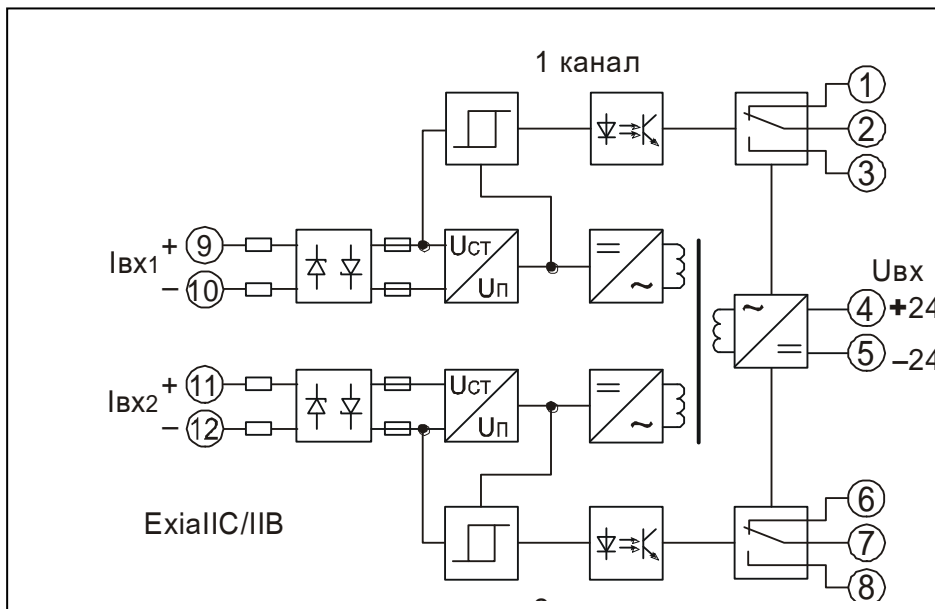 1 канал
1
2
3
Iвх1
+ 9
− 10
Uст
Uп
=
~
~
=
Uвх
4 +24
5 −24
Iвх2
+ 11
− 12
Uст
Uп
=
~
ExiaIIC/IIB
6
7
8